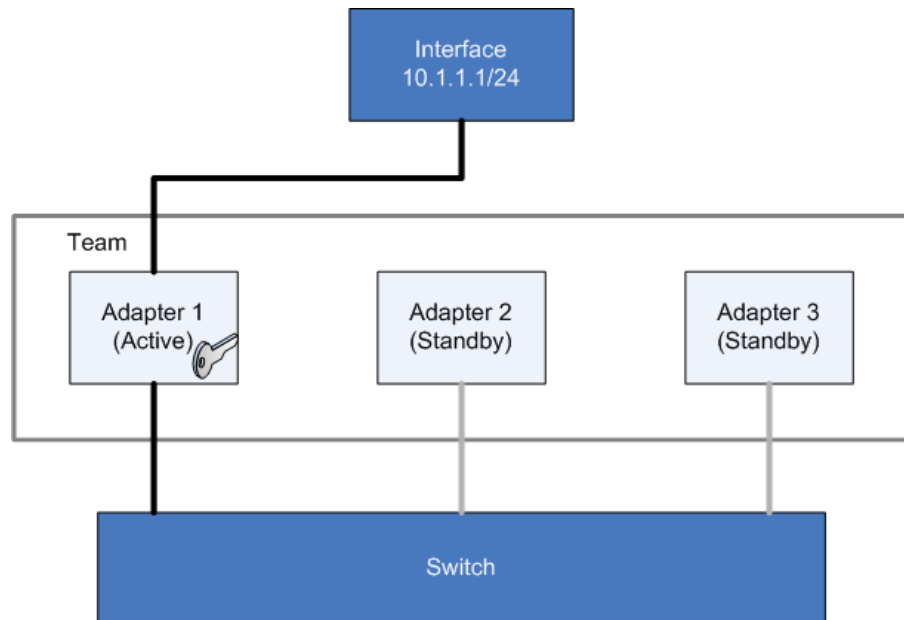 Interface
10.1.1.1/24
Team
Adapter 1
(Active)
Adapter 2
(Standby)
Adapter 3
(Standby)
Switch